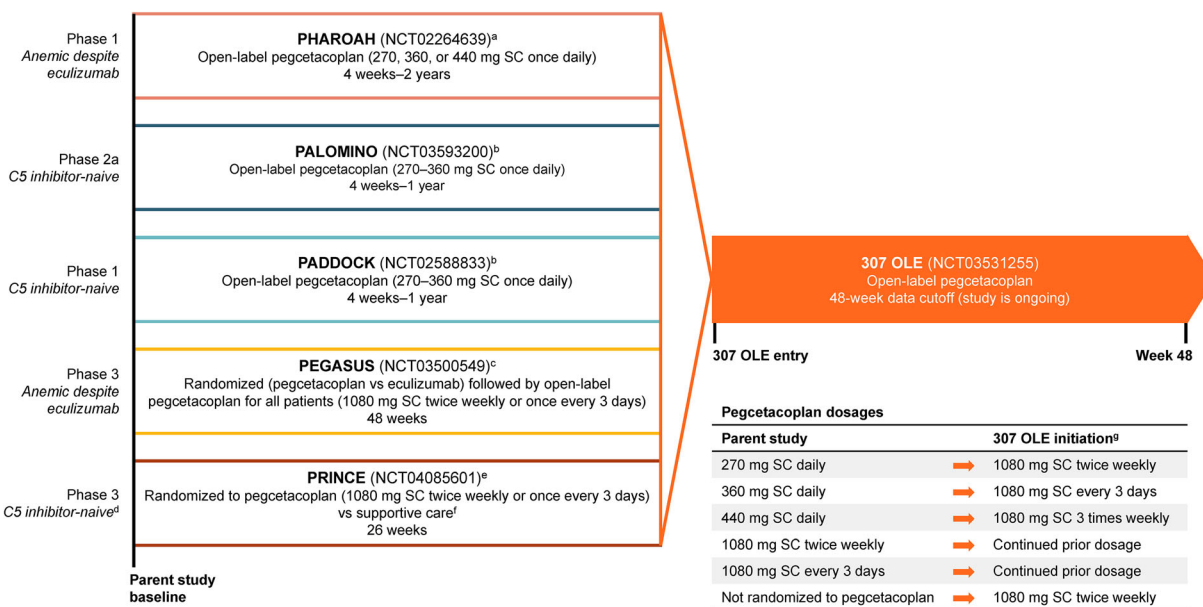 Phase 1
Anemic despite
eculizumab
PHAROAH (NCT02264639)ᵃ
Open-label pegcetacoplan (270, 360, or 440 mg SC once daily)
4 weeks–2 years
Phase 2a
C5 inhibitor-naive
PALOMINO (NCT03593200)ᵇ
Open-label pegcetacoplan (270–360 mg SC once daily)
4 weeks–1 year
Phase 1
C5 inhibitor-naive
PADDOCK (NCT02588833)ᵇ
Open-label pegcetacoplan (270–360 mg SC once daily)
4 weeks–1 year
Phase 3
Anemic despite
eculizumab
PEGASUS (NCT03500549)ᶜ
Randomized (pegcetacoplan vs eculizumab) followed by open-label
pegcetacoplan for all patients (1080 mg SC twice weekly or once every 3 days)
48 weeks
Phase 3
C5 inhibitor-naiveᵈ
PRINCE (NCT04085601)ᵉ
Randomized to pegcetacoplan (1080 mg SC twice weekly or once every 3 days)
vs supportive careᶠ
26 weeks
Parent study
baseline
307 OLE (NCT03531255)
Open-label pegcetacoplan
48-week data cutoff (study is ongoing)
307 OLE entry Week 48
Pegcetacoplan dosages
Parent study 307 OLE initiationᵍ
270 mg SC daily 1080 mg SC twice weekly
360 mg SC daily 1080 mg SC every 3 days
440 mg SC daily 1080 mg SC 3 times weekly
1080 mg SC twice weekly Continued prior dosage
1080 mg SC every 3 days Continued prior dosage
Not randomized to pegcetacoplan 1080 mg SC twice weekly